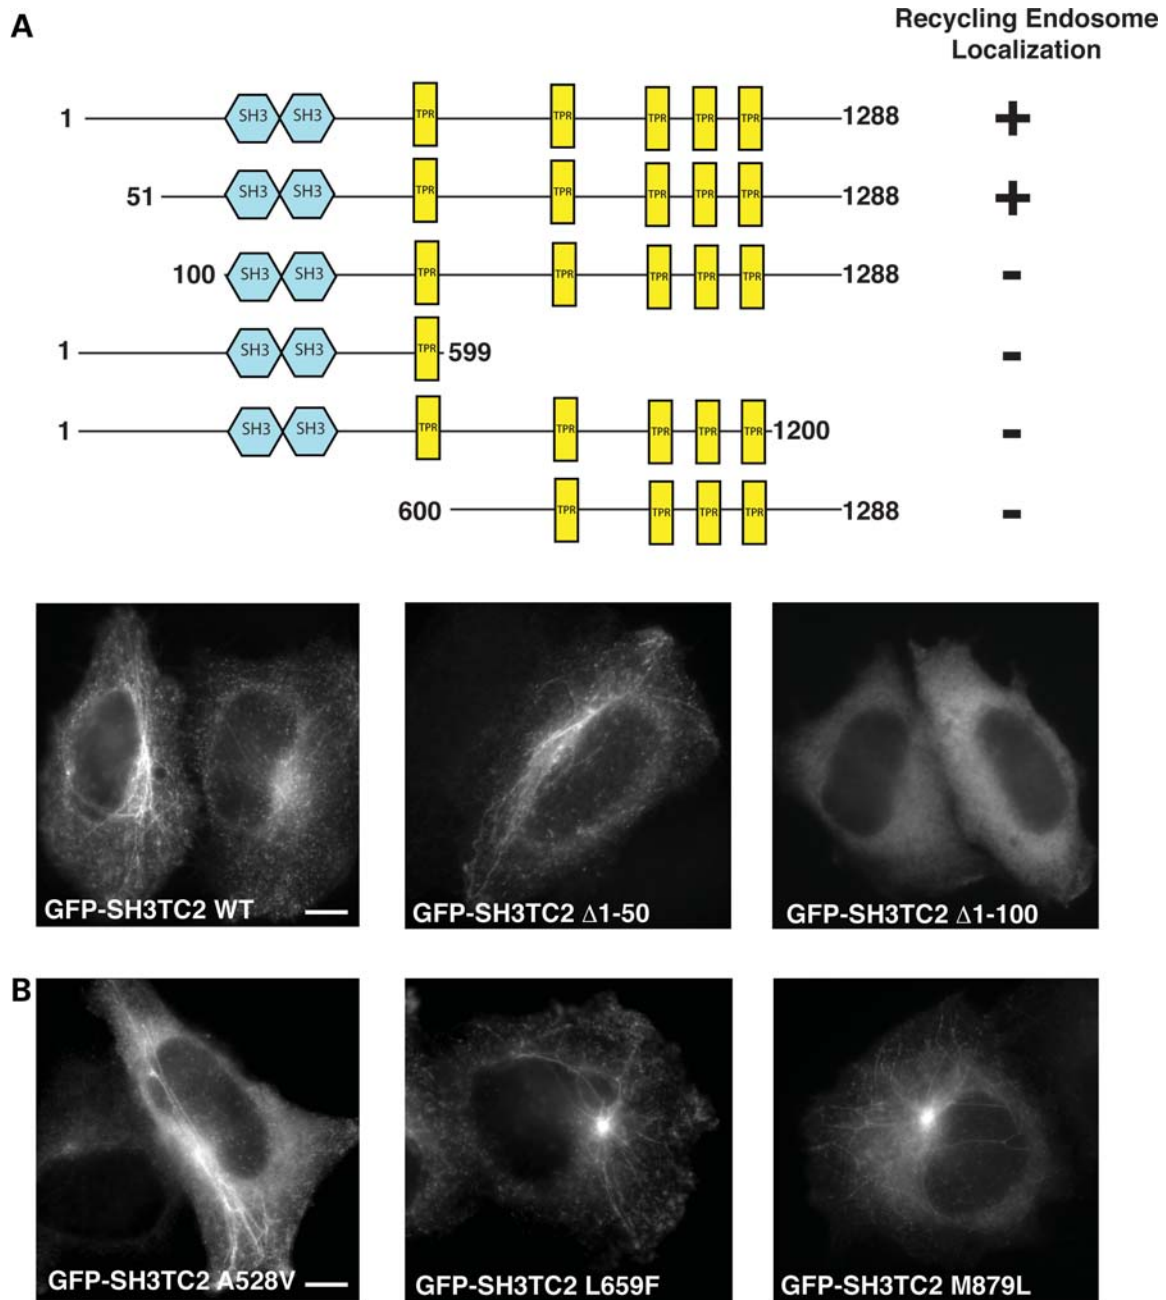 A
Recycling Endosome
Localization
1 SH3 SH3 TPR TPR TPR TPR TPR 1288 +
51 SH3 SH3 TPR TPR TPR TPR TPR 1288 +
100 SH3 SH3 TPR TPR TPR TPR TPR 1288 -
1 SH3 SH3 TPR 599 -
1 SH3 SH3 TPR TPR TPR TPR TPR 1200 -
600 TPR TPR TPR TPR 1288 -
GFP-SH3TC2 WT
GFP-SH3TC2 Δ1-50
GFP-SH3TC2 Δ1-100
B
GFP-SH3TC2 A528V
GFP-SH3TC2 L659F
GFP-SH3TC2 M879L